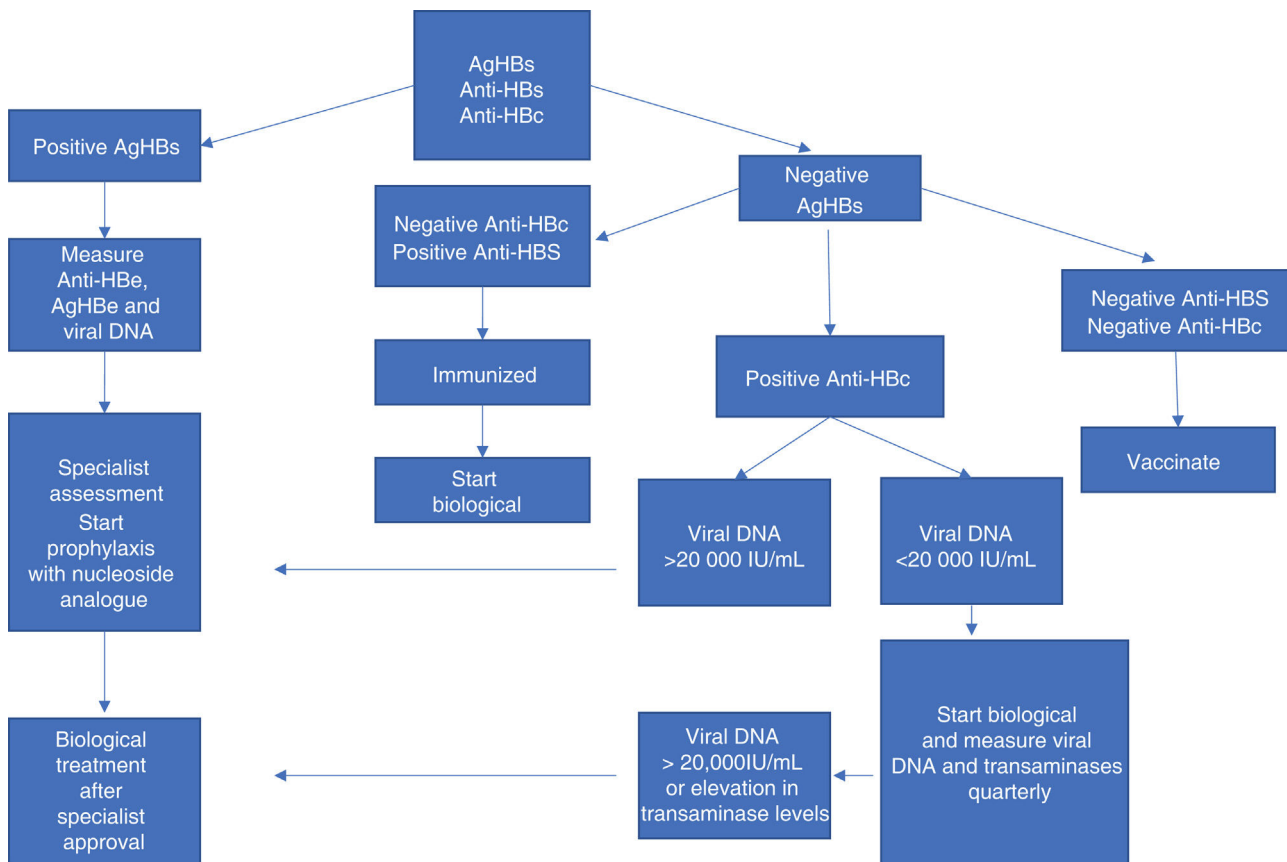 AgHBs
Anti-HBs
Anti-HBc
Positive AgHBs
Negative
AgHBs
Negative Anti-HBc
Positive Anti-HBS
Measure
Anti-HBe,
AgHBe and
viral DNA
Negative Anti-HBS
Negative Anti-HBc
Immunized
Positive Anti-HBc
Specialist
assessment
Start
prophylaxis
with nucleoside
analogue
Start
biological
Vaccinate
Viral DNA
>20 000 IU/mL
Viral DNA
<20 000 IU/mL
Biological
treatment
after
specialist
approval
Viral DNA
> 20,000IU/mL
or elevation in
transaminase levels
Start biological
and measure viral
DNA and transaminases
quarterly